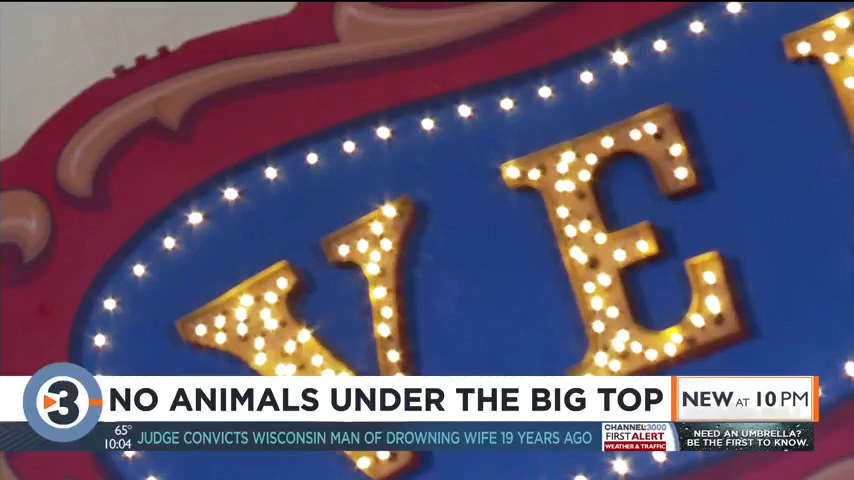 VE
3
NO ANIMALS UNDER THE BIG TOP
NEW AT 10 PM
65°
10:04
JUDGE CONVICTS WISCONSIN MAN OF DROWNING WIFE 19 YEARS AGO
CHANNEL3000
FIRST ALERT
WEATHER & TRAFFIC
NEED AN UMBRELLA?
BE THE FIRST TO KNOW.